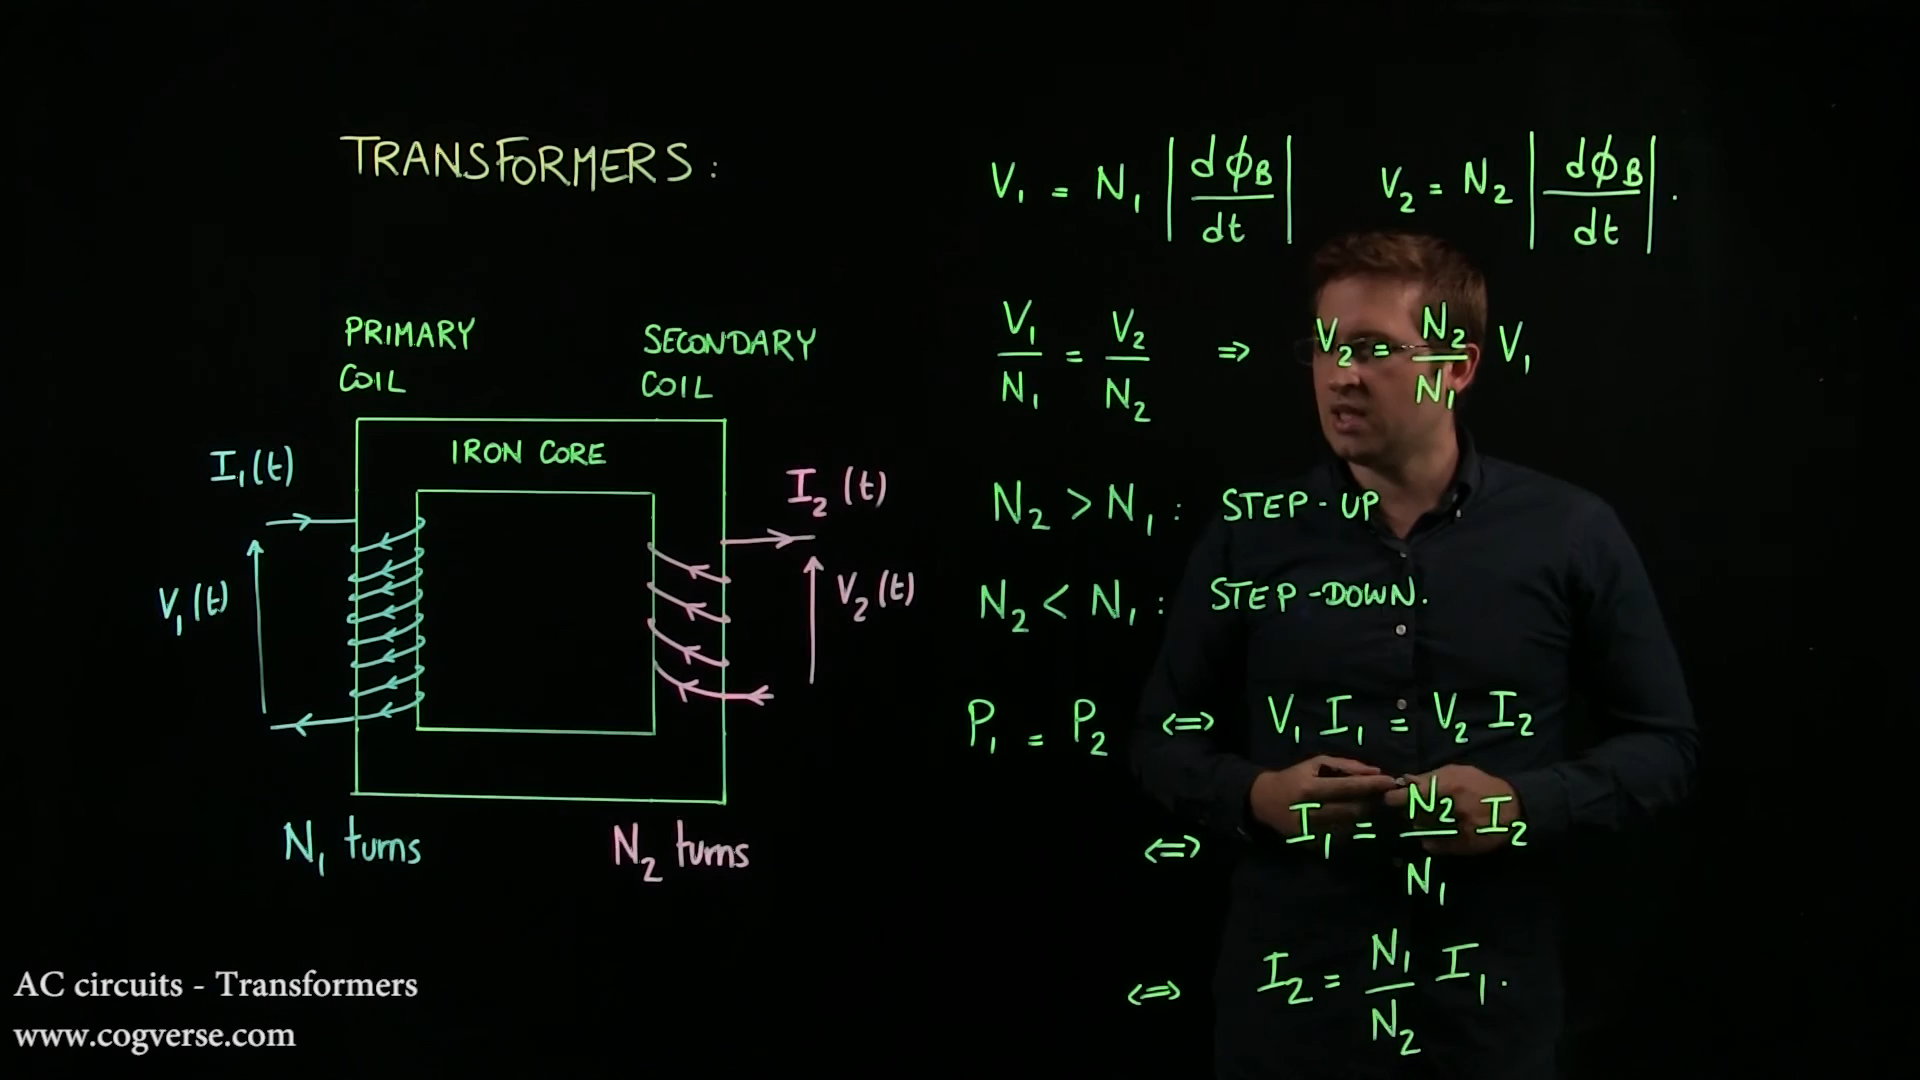 TRANSFORMERS:
PRIMARY COIL
SECONDARY COIL
IRON CORE
I₁(t)
I₂(t)
V₁(t)
V₂(t)
N₁ turns
N₂ turns
V₁ = N₁ |dϕ_B/dt| V₂ = N₂ |dϕ_B/dt|.
V₁/N₁ = V₂/N₂ ⇒ V₂ = N₂/N₁ V₁
N₂ > N₁: STEP-UP
N₂ < N₁: STEP-DOWN.
P₁ = P₂ ⇔ V₁ I₁ = V₂ I₂
⇔ I₁ = N₂/N₁ I₂
⇔ I₂ = N₁/N₂ I₁.
AC circuits - Transformers
www.cogverse.com